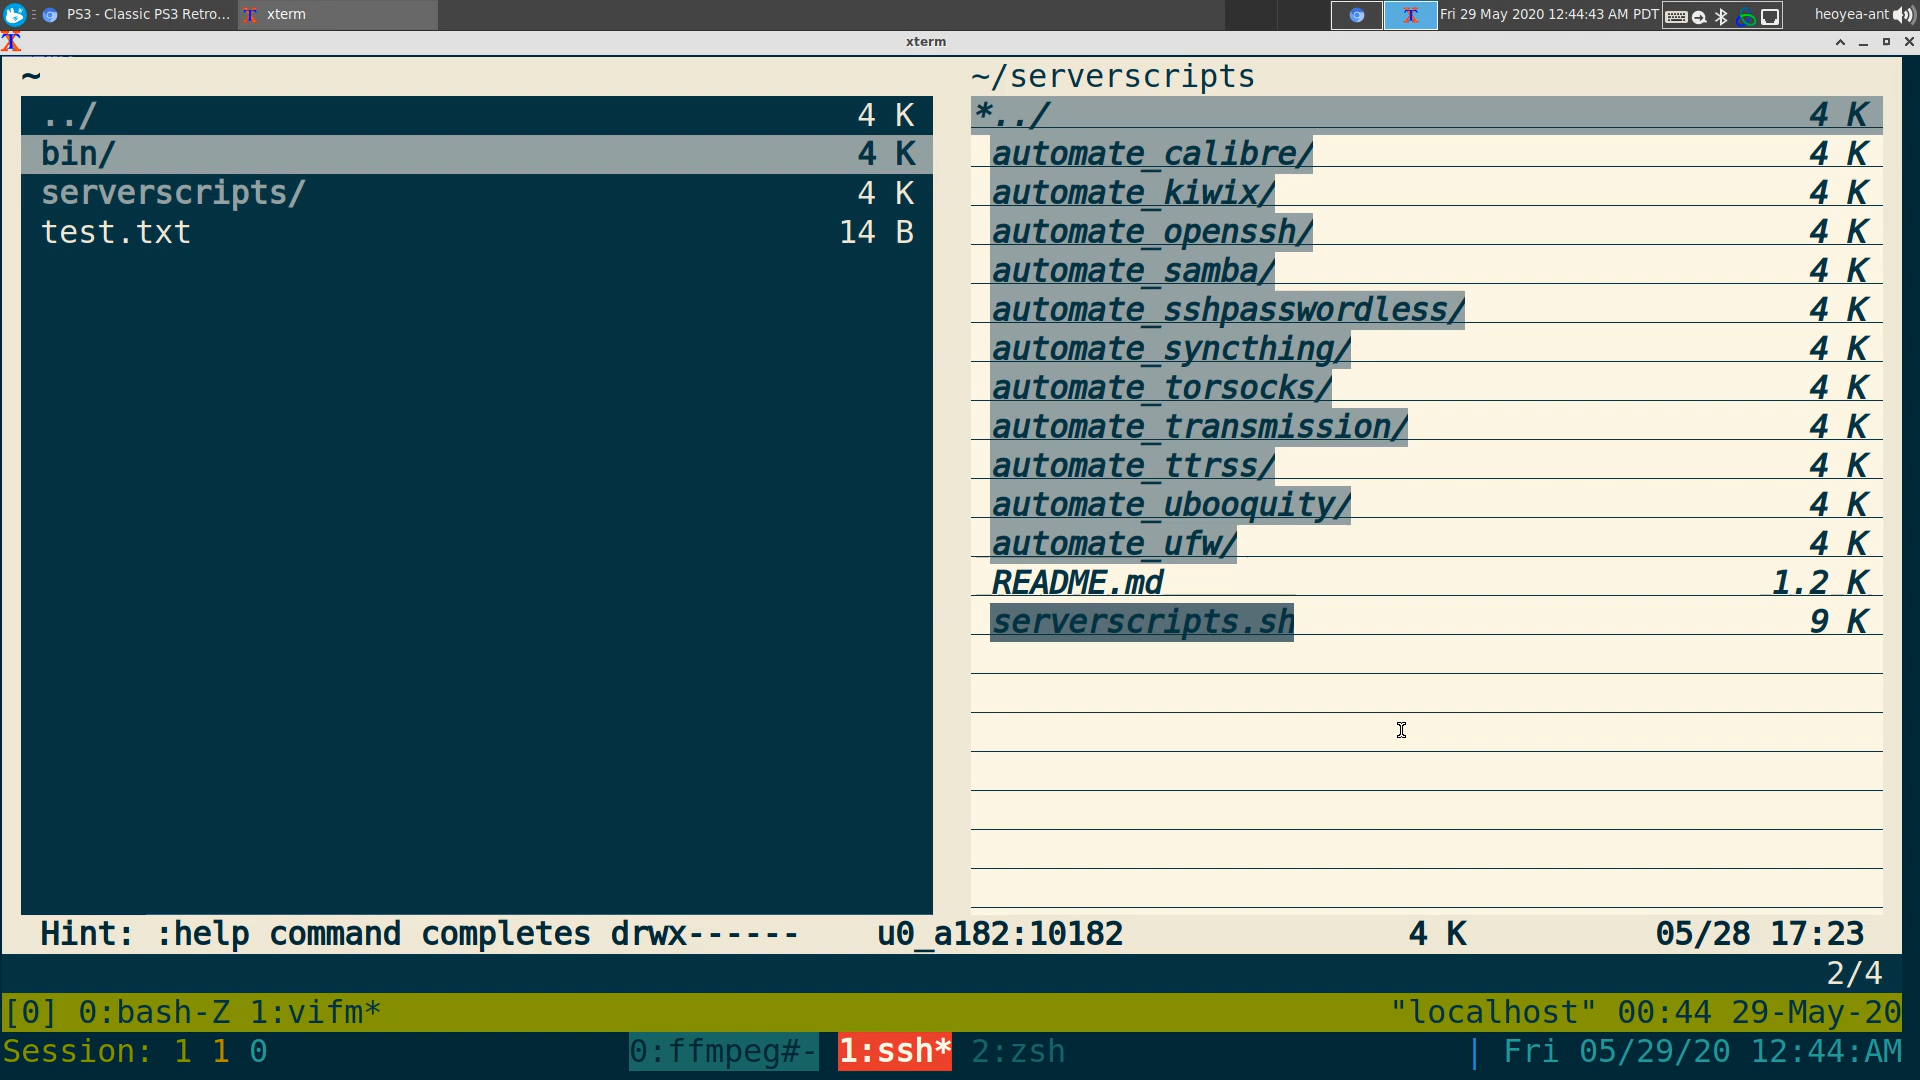 PS3 - Classic PS3 Retro... xterm Fri 29 May 2020 12:44:43 AM PDT heoyea-ant
xterm
~
../ 4 K
bin/ 4 K
serverscripts/ 4 K
test.txt 14 B
~/serverscripts
*../ 4 K
automate_calibre/ 4 K
automate_kiwix/ 4 K
automate_openssh/ 4 K
automate_samba/ 4 K
automate_sshpasswordless/ 4 K
automate_syncthing/ 4 K
automate_torsocks/ 4 K
automate_transmission/ 4 K
automate_ttrss/ 4 K
automate_ubooquity/ 4 K
automate_ufw/ 4 K
README.md 1.2 K
serverscripts.sh 9 K
Hint: :help command completes drwx------ u0_a182:10182 4 K 05/28 17:23
2/4
[0] 0:bash-Z 1:vifm* "localhost" 00:44 29-May-20
Session: 1 1 0 0:ffmpeg#- 1:ssh* 2:zsh | Fri 05/29/20 12:44:AM